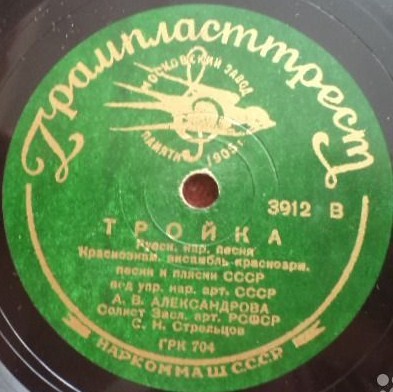 Грампласттрест
МОСКОВСКИЙ ЗАВОД
ПАМЯТИ 1905 г.
3912 В
ТРОЙКА
Русск. нар. песня
Краснознам. ансамбль красноарм.
песни и пляски СССР
под упр. нар. арт. СССР
А. В. АЛЕКСАНДРОВА
Солист Засл. арт. РСФСР
С. Н. Стрельцов
ГРК 704
НАРКОММАШ СССР